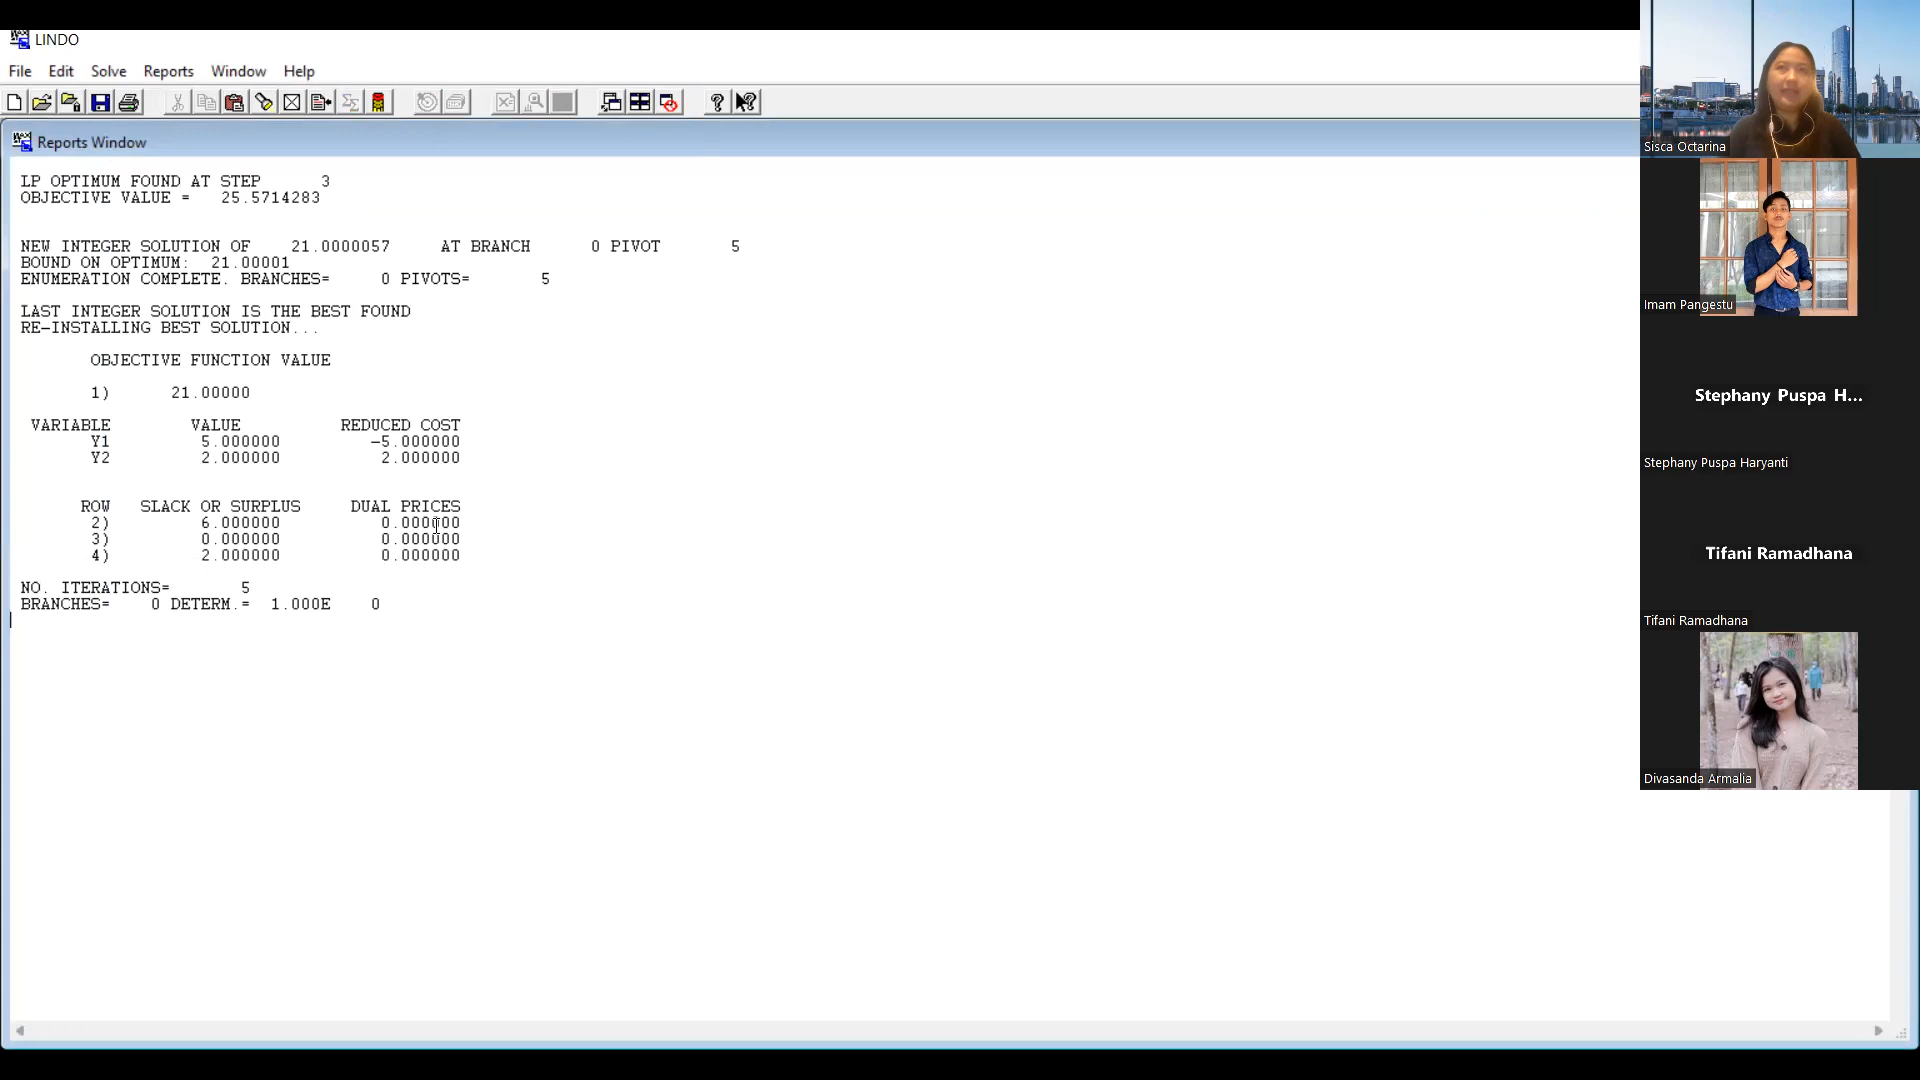 LINDO
File Edit Solve Reports Window Help
Reports Window
LP OPTIMUM FOUND AT STEP 3
OBJECTIVE VALUE = 25.5714283
NEW INTEGER SOLUTION OF 21.0000057 AT BRANCH 0 PIVOT 5
BOUND ON OPTIMUM: 21.00001
ENUMERATION COMPLETE. BRANCHES= 0 PIVOTS= 5
LAST INTEGER SOLUTION IS THE BEST FOUND
RE-INSTALLING BEST SOLUTION...
OBJECTIVE FUNCTION VALUE
1) 21.00000
VARIABLE VALUE REDUCED COST
Y1 5.000000 -5.000000
Y2 2.000000 2.000000
ROW SLACK OR SURPLUS DUAL PRICES
2) 6.000000 0.000000
3) 0.000000 0.000000
4) 2.000000 0.000000
NO. ITERATIONS= 5
BRANCHES= 0 DETERM.= 1.000E 0
Sisca Octarina
Imam Pangestu
Stephany Puspa H...
Stephany Puspa Haryanti
Tifani Ramadhana
Tifani Ramadhana
Divasanda Armalia